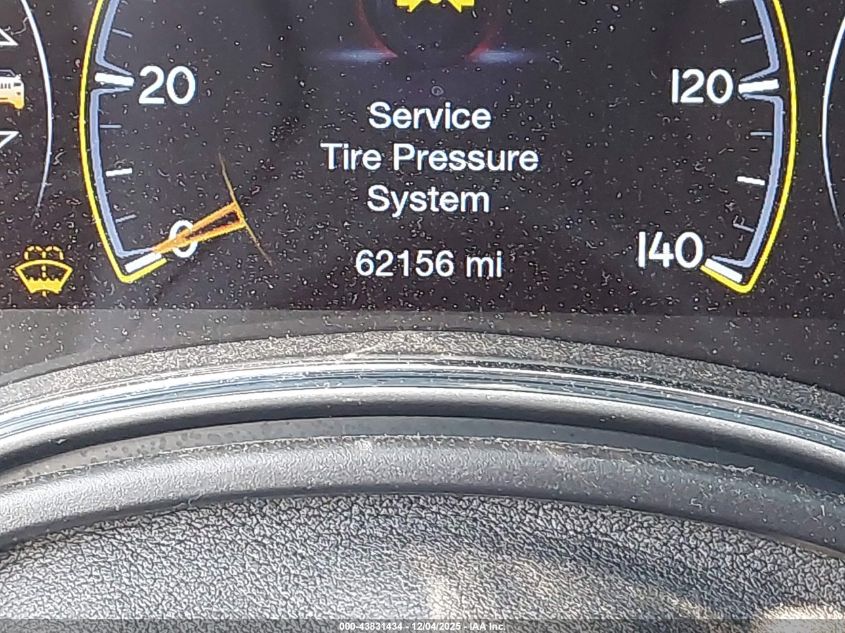 20
120
Service
Tire Pressure
System
0
140
62156 mi
000-43831434 - 12/04/2025 - IAA Inc.